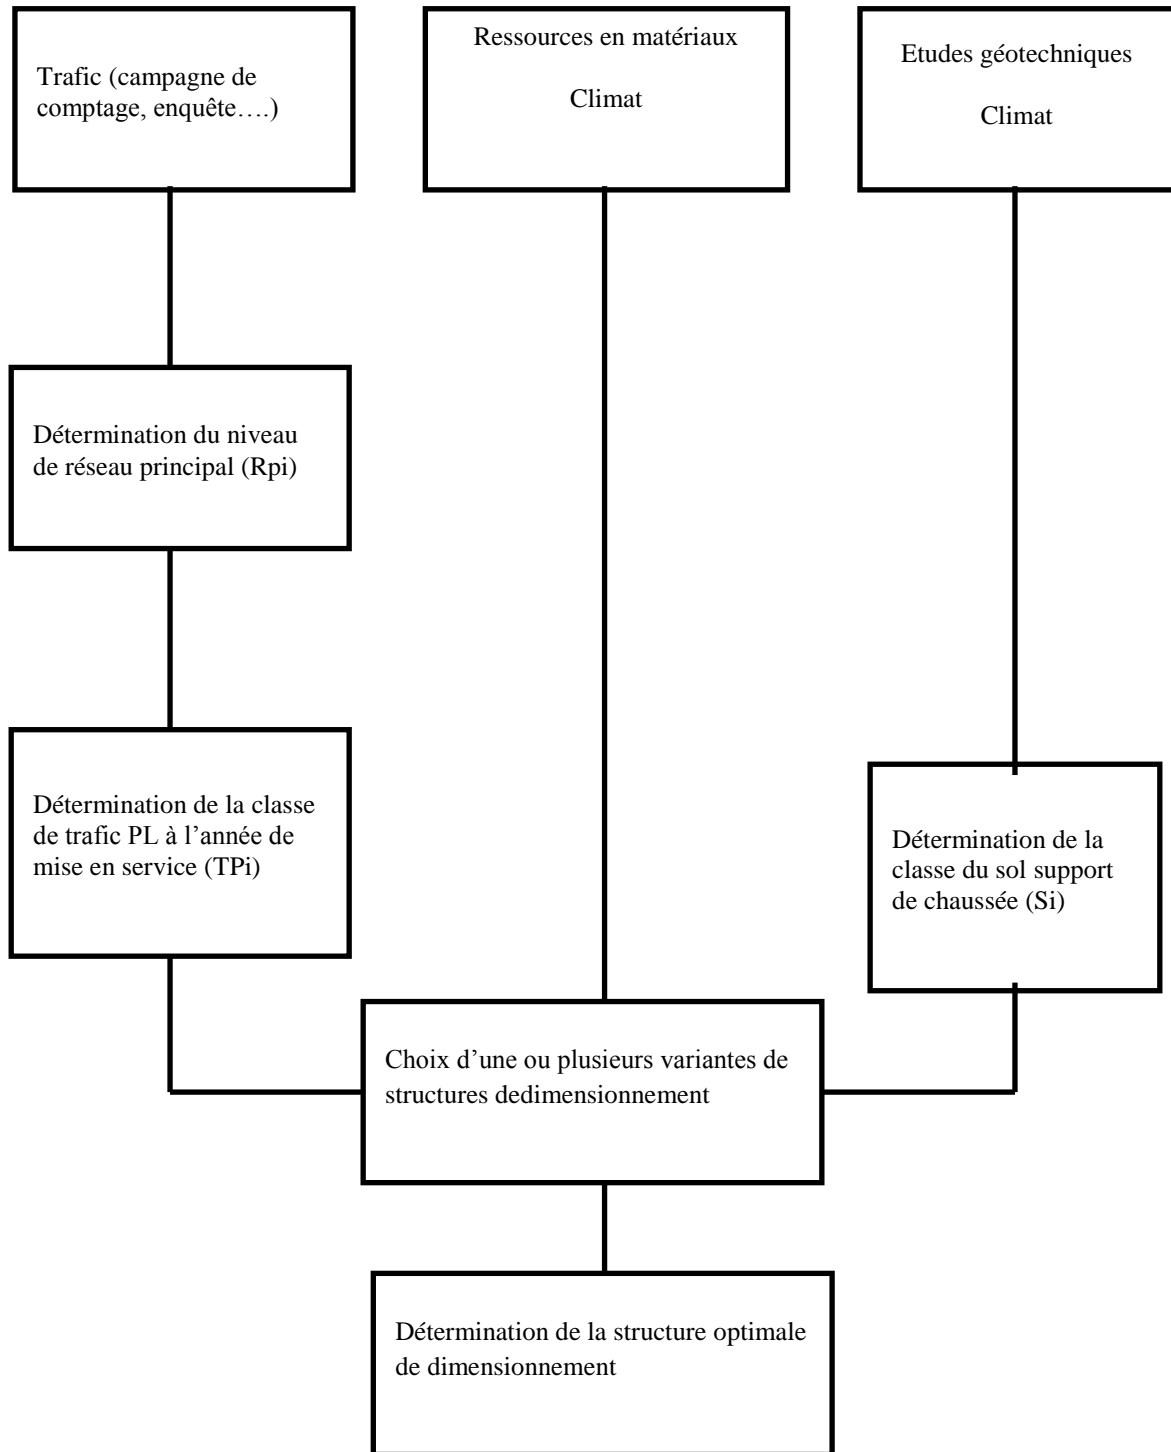 Trafic (campagne de
comptage, enquête….)
Ressources en matériaux
Climat
Etudes géotechniques
Climat
Détermination du niveau
de réseau principal (Rpi)
Détermination de la classe
de trafic PL à l’année de
mise en service (TPi)
Détermination de la
classe du sol support
de chaussée (Si)
Choix d’une ou plusieurs variantes de
structures dedimensionnement
Détermination de la structure optimale
de dimensionnement